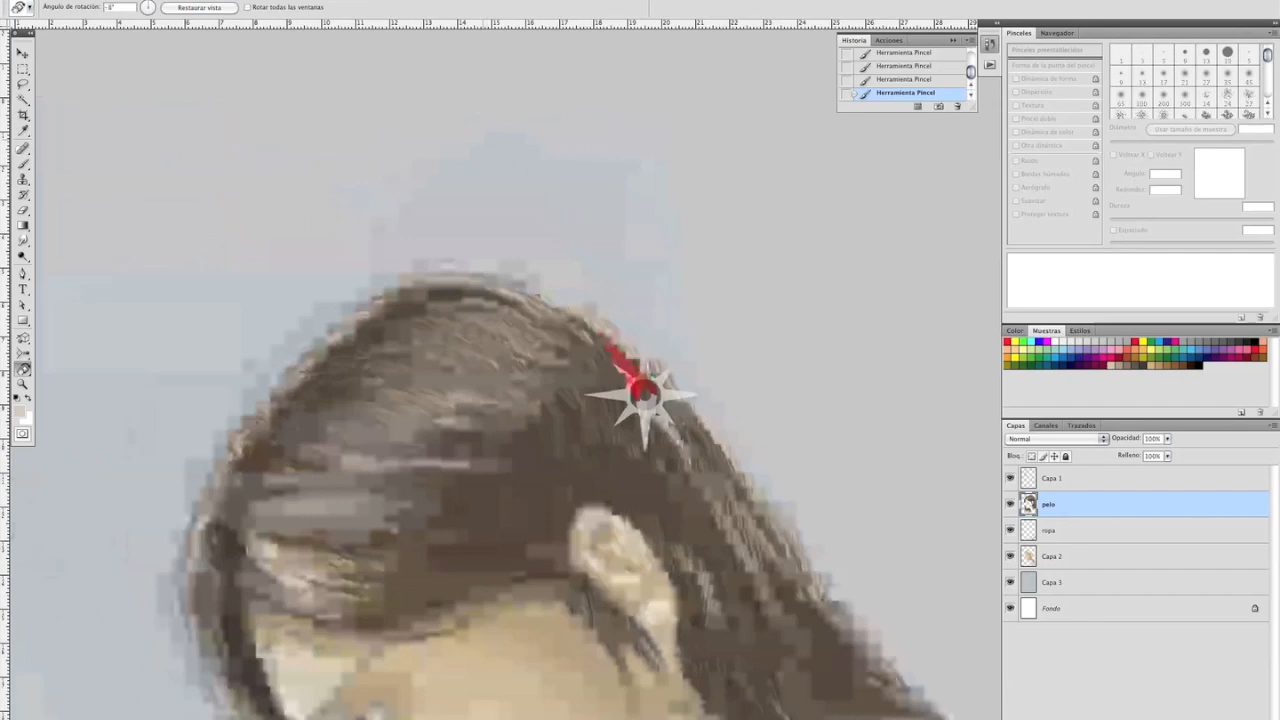 Ángulo de rotación: -8°
Restaurar vista
Rotar todas las ventanas
Historia Acciones
Herramienta Pincel
Herramienta Pincel
Herramienta Pincel
Herramienta Pincel
Pinceles Navegador
Pinceles preestablecidos
Forma de la punta del pincel
Dinámica de forma
Dispersión
Textura
Pincel doble
Dinámica de color
Otra dinámica
Ruido
Bordes húmedos
Aerógrafo
Suavizar
Proteger textura
Diámetro
Usar tamaño de muestra
Voltear X Voltear Y
Ángulo:
Redondez:
Dureza
Espaciado
Color Muestras Estilos
Capas Canales Trazados
Normal
Opacidad: 100%
Bloq.:
Relleno: 100%
Capa 1
pelo
ropa
Capa 2
Capa 3
Fondo